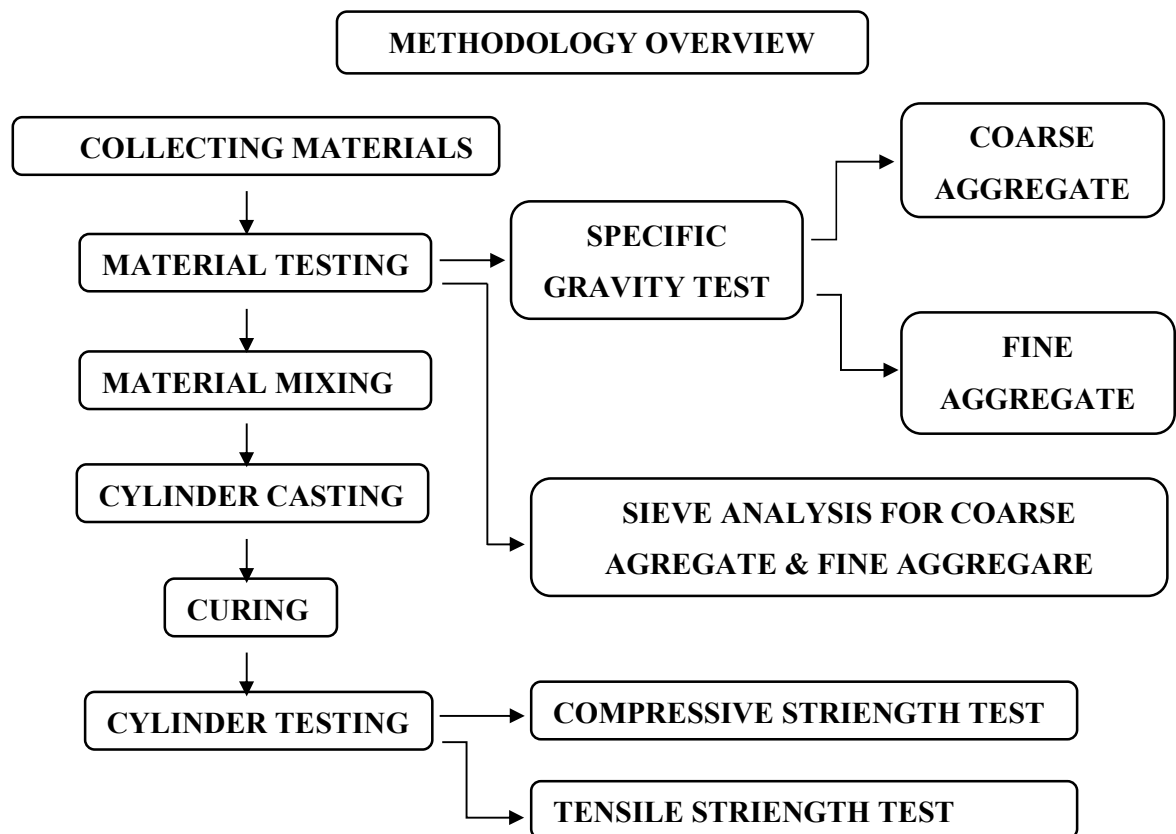 METHODOLOGY OVERVIEW
COLLECTING MATERIALS
MATERIAL TESTING
MATERIAL MIXING
CYLINDER CASTING
CURING
CYLINDER TESTING
SPECIFIC
GRAVITY TEST
COARSE
AGGREGATE
FINE
AGGREGATE
SIEVE ANALYSIS FOR COARSE
AGREGATE & FINE AGGREGARE
COMPRESSIVE STRIENGTH TEST
TENSILE STRIENGTH TEST